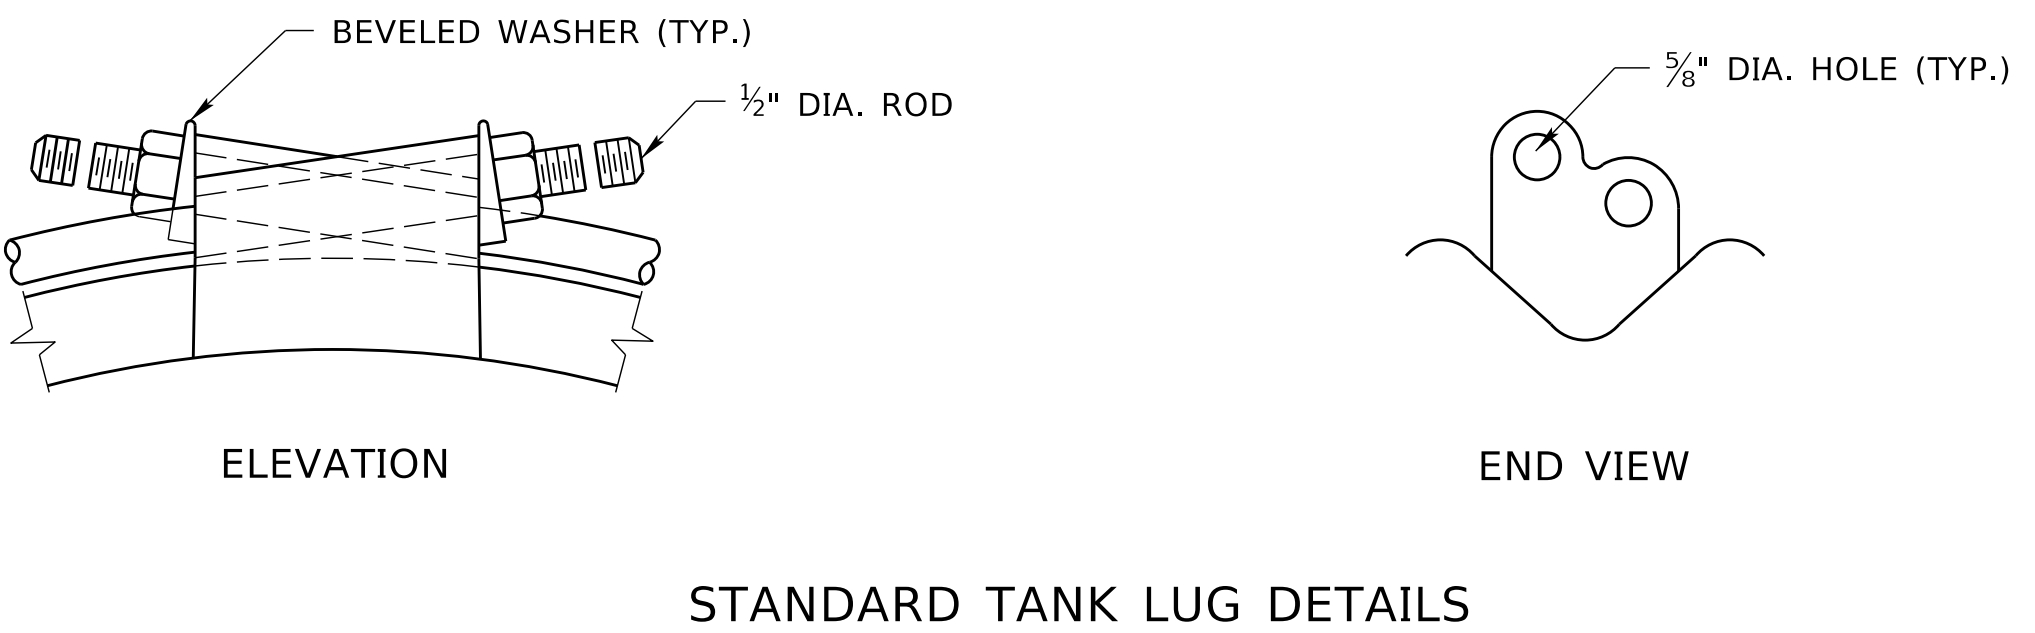 BEVELED WASHER (TYP.)
½" DIA. ROD
⅝" DIA. HOLE (TYP.)
ELEVATION
END VIEW
STANDARD TANK LUG DETAILS